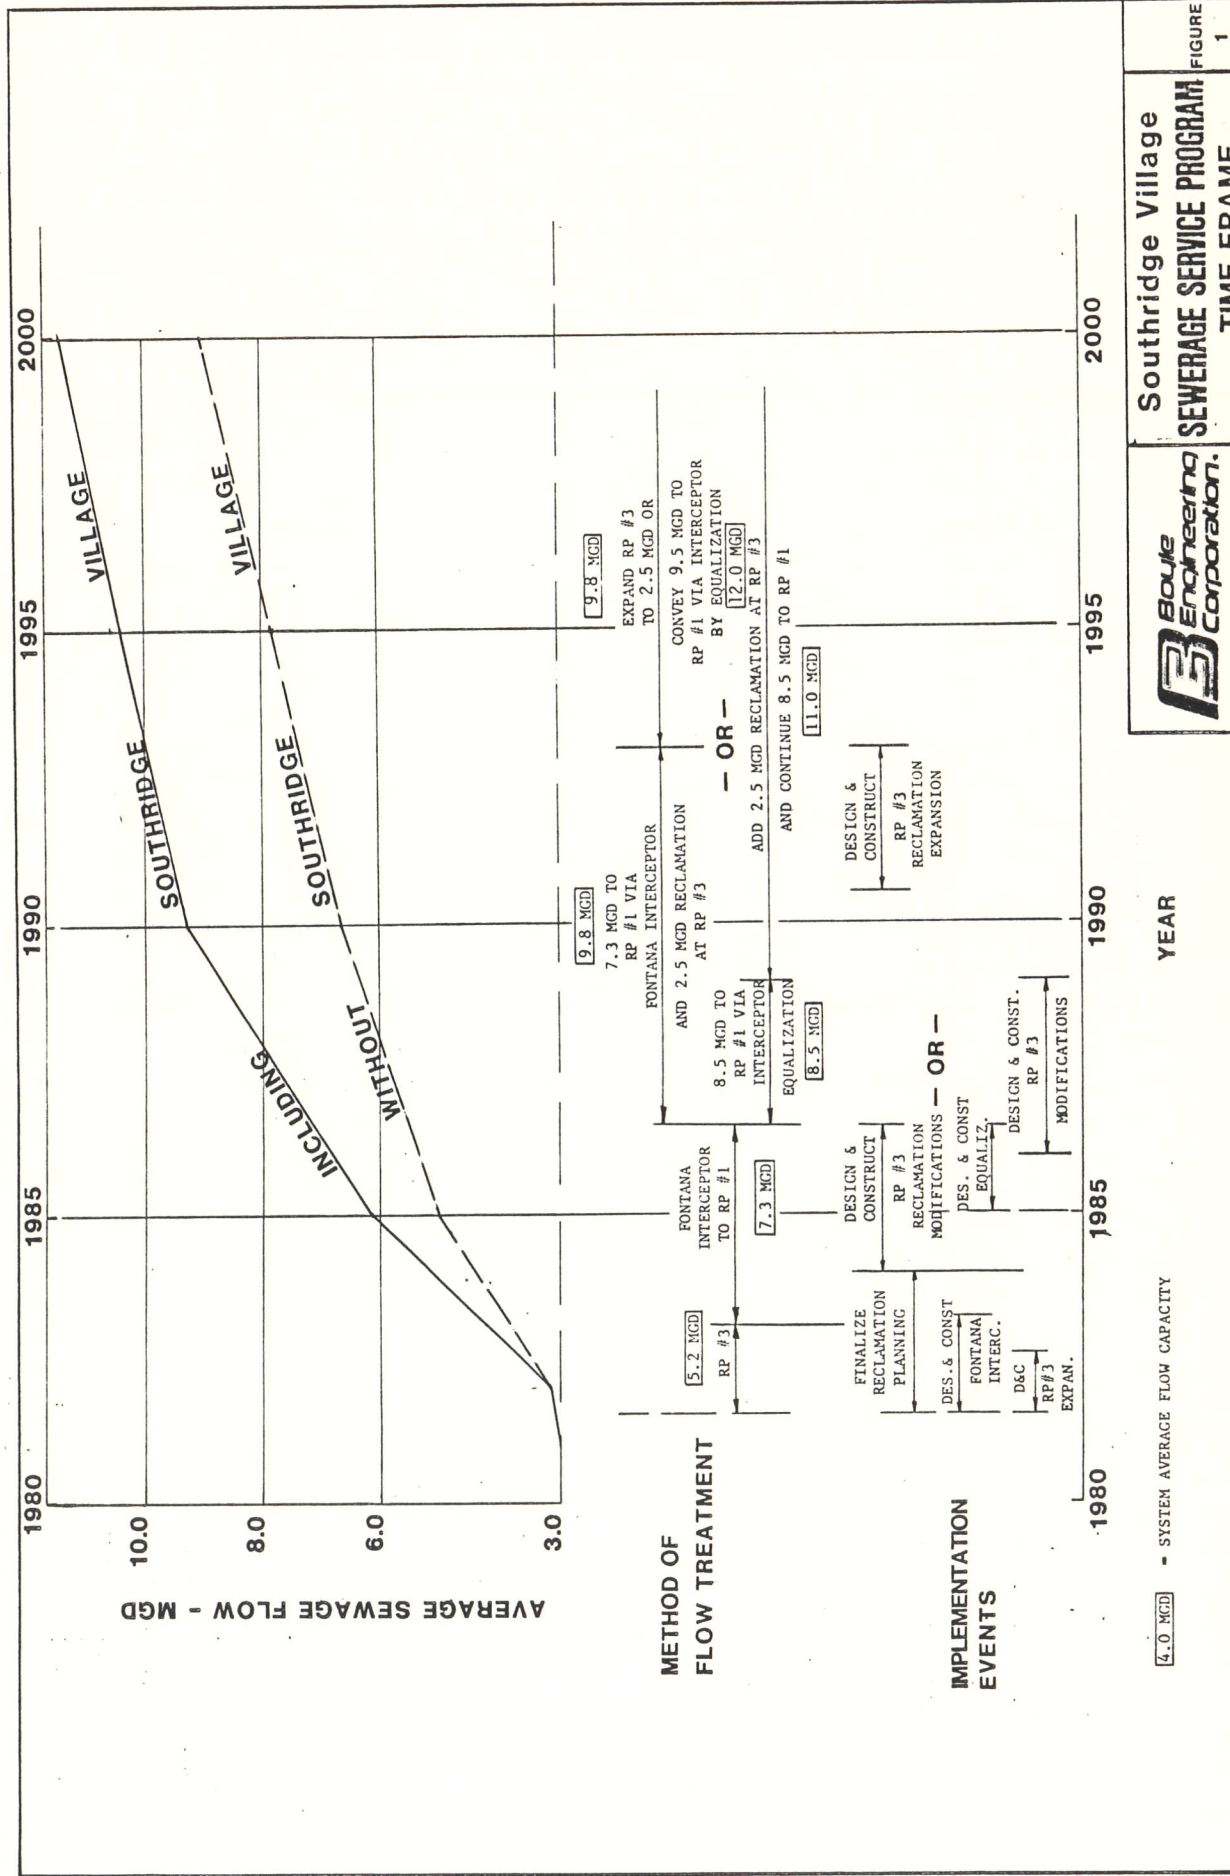 1980
1985
1990
1995
2000
10.0
8.0
6.0
3.0
AVERAGE SEWAGE FLOW - MGD
INCLUDING SOUTHRIDGE VILLAGE
WITHOUT SOUTHRIDGE VILLAGE
METHOD OF
FLOW TREATMENT
5.2 MGD
RP #3
FONTANA
INTERCEPTOR
TO RP #1
7.3 MGD
9.8 MGD
7.3 MGD TO
RP #1 VIA
FONTANA INTERCEPTOR
AND 2.5 MGD RECLAMATION
AT RP #3
9.8 MGD
EXPAND RP #3
TO 2.5 MGD OR
CONVEY 9.5 MGD TO
RP #1 VIA INTERCEPTOR
BY EQUALIZATION
12.0 MGD
— OR —
8.5 MGD TO
RP #1 VIA
INTERCEPTOR
EQUALIZATION
8.5 MGD
ADD 2.5 MGD RECLAMATION AT RP #3
AND CONTINUE 8.5 MGD TO RP #1
11.0 MGD
IMPLEMENTATION
EVENTS
FINALIZE
RECLAMATION
PLANNING
DES.& CONST
FONTANA
INTERC.
D&C
RP#3
EXPAN.
DESIGN &
CONSTRUCT
RP #3
RECLAMATION
MODIFICATIONS
— OR —
DES. & CONST
EQUALIZ.
DESIGN & CONST.
RP #3
MODIFICATIONS
DESIGN &
CONSTRUCT
RP #3
RECLAMATION
EXPANSION
1980
1985
1990
1995
2000
YEAR
4.0 MGD - SYSTEM AVERAGE FLOW CAPACITY
Boyle
Engineering
Corporation.
Southridge Village
SEWERAGE SERVICE PROGRAM
TIME FRAME
FIGURE
1